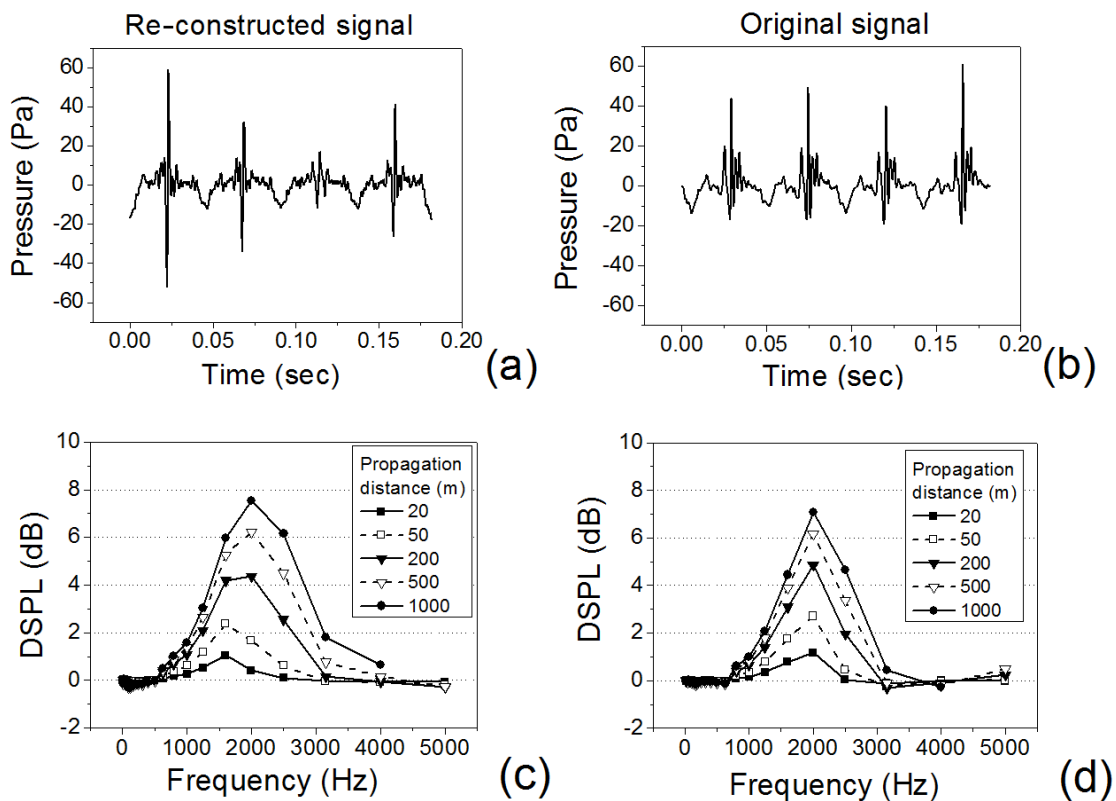 Re-constructed signal
Original signal
Pressure (Pa)
60
40
20
0
-20
-40
-60
0.00 0.05 0.10 0.15 0.20
Time (sec)
(a)
Pressure (Pa)
60
40
20
0
-20
-40
-60
0.00 0.05 0.10 0.15 0.20
Time (sec)
(b)
DSPL (dB)
10
8
6
4
2
0
-2
0 1000 2000 3000 4000 5000
Frequency (Hz)
Propagation
distance (m)
20
50
200
500
1000
(c)
DSPL (dB)
10
8
6
4
2
0
-2
0 1000 2000 3000 4000 5000
Frequency (Hz)
Propagation
distance (m)
20
50
200
500
1000
(d)